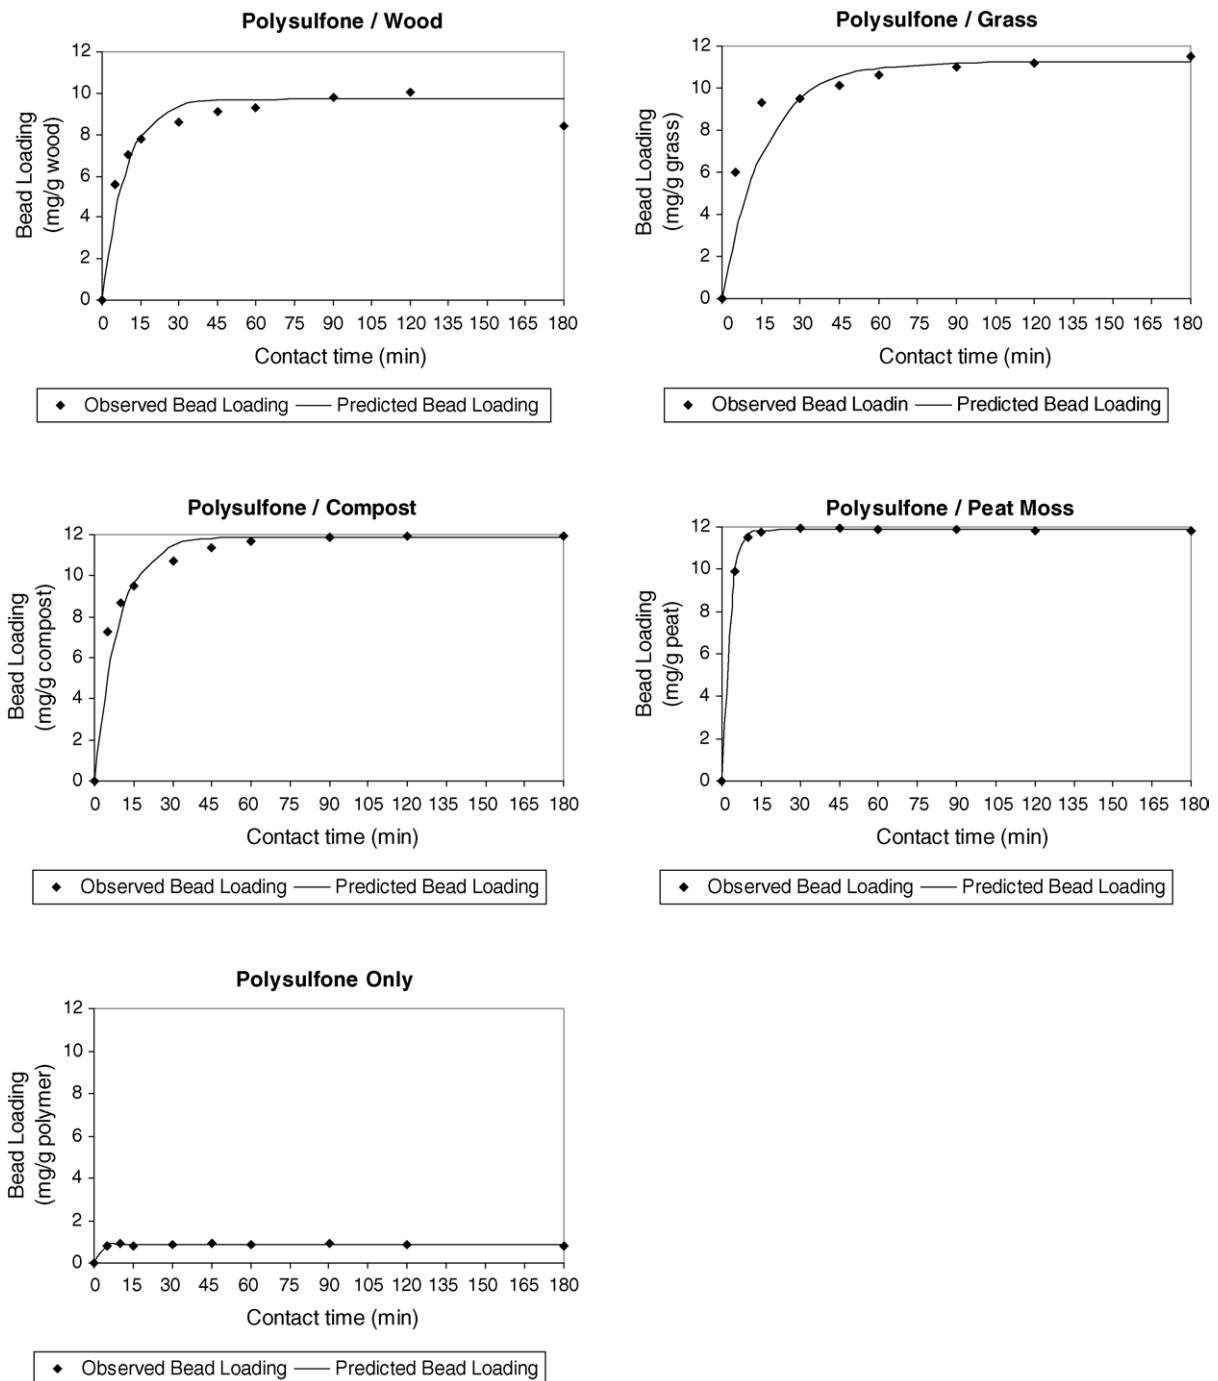 Polysulfone / Wood
12
10
8
6
4
2
0
Bead Loading
(mg/g wood)
0 15 30 45 60 75 90 105 120 135 150 165 180
Contact time (min)
Observed Bead Loading Predicted Bead Loading
Polysulfone / Grass
12
10
8
6
4
2
0
Bead Loading
(mg/g grass)
0 15 30 45 60 75 90 105 120 135 150 165 180
Contact time (min)
Observed Bead Loadin Predicted Bead Loading
Polysulfone / Compost
12
10
8
6
4
2
0
Bead Loading
(mg/g compost)
0 15 30 45 60 75 90 105 120 135 150 165 180
Contact time (min)
Observed Bead Loading Predicted Bead Loading
Polysulfone / Peat Moss
12
10
8
6
4
2
0
Bead Loading
(mg/g peat)
0 15 30 45 60 75 90 105 120 135 150 165 180
Contact time (min)
Observed Bead Loading Predicted Bead Loading
Polysulfone Only
12
10
8
6
4
2
0
Bead Loading
(mg/g polymer)
0 15 30 45 60 75 90 105 120 135 150 165 180
Contact time (min)
Observed Bead Loading Predicted Bead Loading